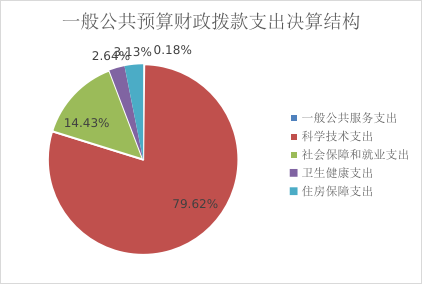 一般公共预算财政拨款支出决算结构
2.64%
3.13%
0.18%
14.43%
79.62%
一般公共服务支出
科学技术支出
社会保障和就业支出
卫生健康支出
住房保障支出